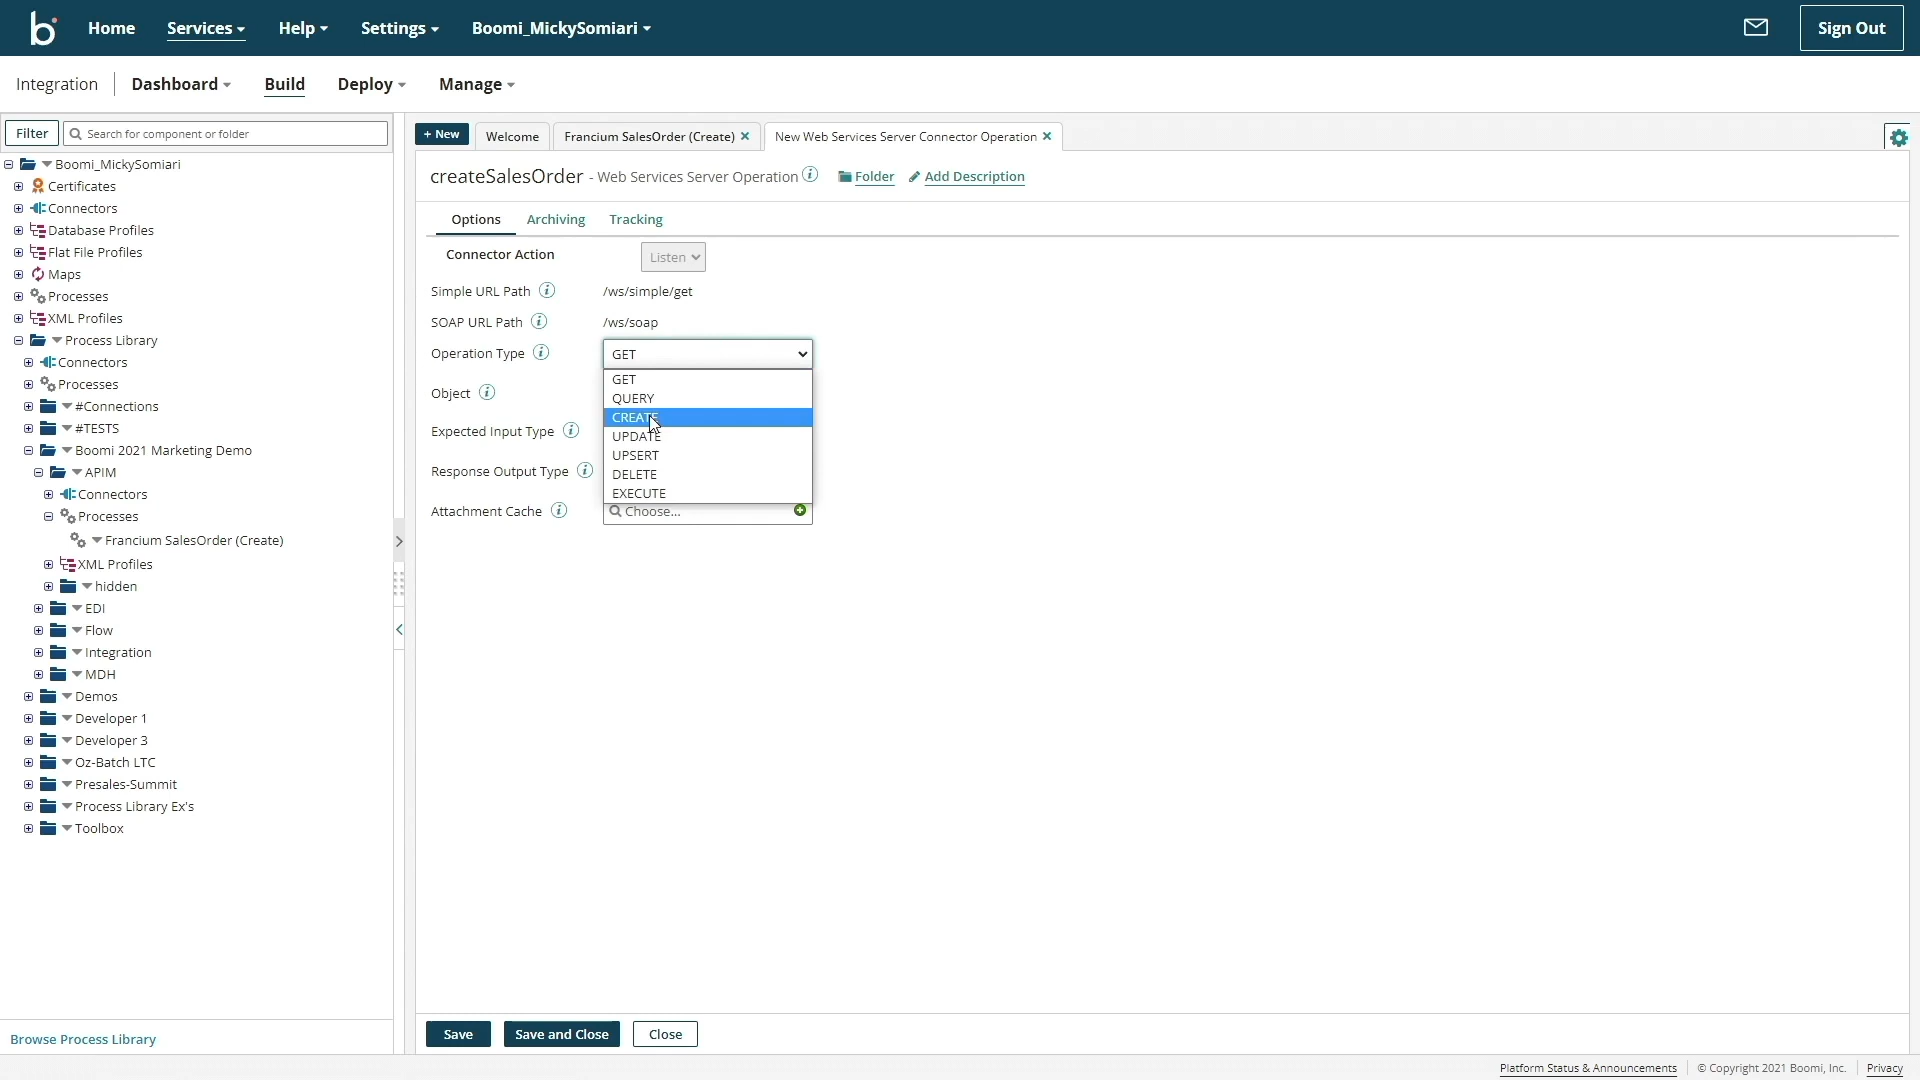 b Home Services Help Settings Boomi_MickySomiari Sign Out
Integration Dashboard Build Deploy Manage
Filter Search for component or folder
+ New Welcome Francium SalesOrder (Create) New Web Services Server Connector Operation
Boomi_MickySomiari
Certificates
Connectors
Database Profiles
Flat File Profiles
Maps
Processes
XML Profiles
Process Library
Connectors
Processes
#Connections
#TESTS
Boomi 2021 Marketing Demo
APIM
Connectors
Processes
Francium SalesOrder (Create)
XML Profiles
hidden
EDI
Flow
Integration
MDH
Demos
Developer 1
Developer 3
Oz-Batch LTC
Presales-Summit
Process Library Ex's
Toolbox
Browse Process Library
createSalesOrder - Web Services Server Operation Folder Add Description
Options Archiving Tracking
Connector Action Listen
Simple URL Path /ws/simple/get
SOAP URL Path /ws/soap
Operation Type GET
GET
QUERY
Object
CREATE
Expected Input Type
UPDATE
UPSERT
Response Output Type
DELETE
EXECUTE
Attachment Cache Choose...
Save Save and Close Close
Platform Status & Announcements © Copyright 2021 Boomi, Inc. Privacy